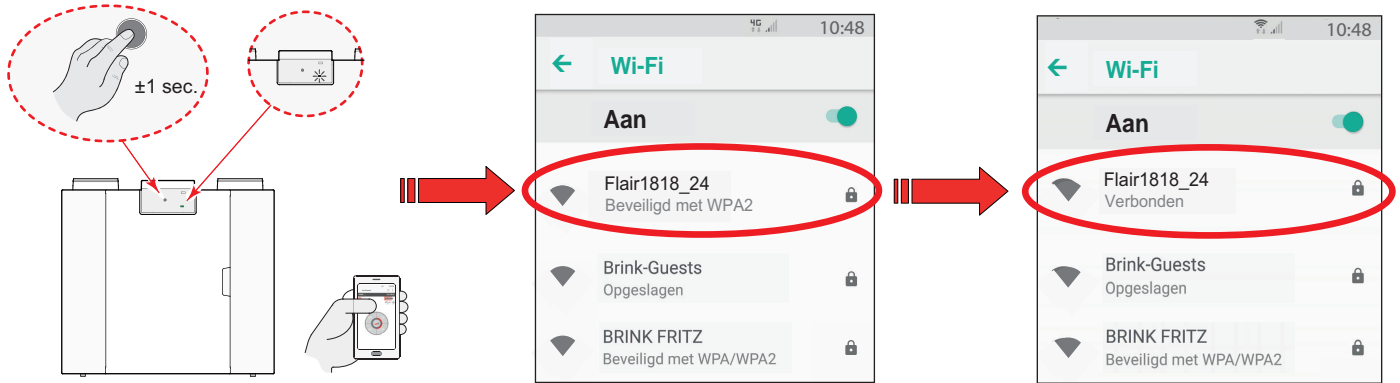 ±1 sec.
4G 10:48
Wi-Fi
Aan
Flair1818_24
Beveiligd met WPA2
Brink-Guests
Opgeslagen
BRINK FRITZ
Beveiligd met WPA/WPA2
10:48
Wi-Fi
Aan
Flair1818_24
Verbonden
Brink-Guests
Opgeslagen
BRINK FRITZ
Beveiligd met WPA/WPA2